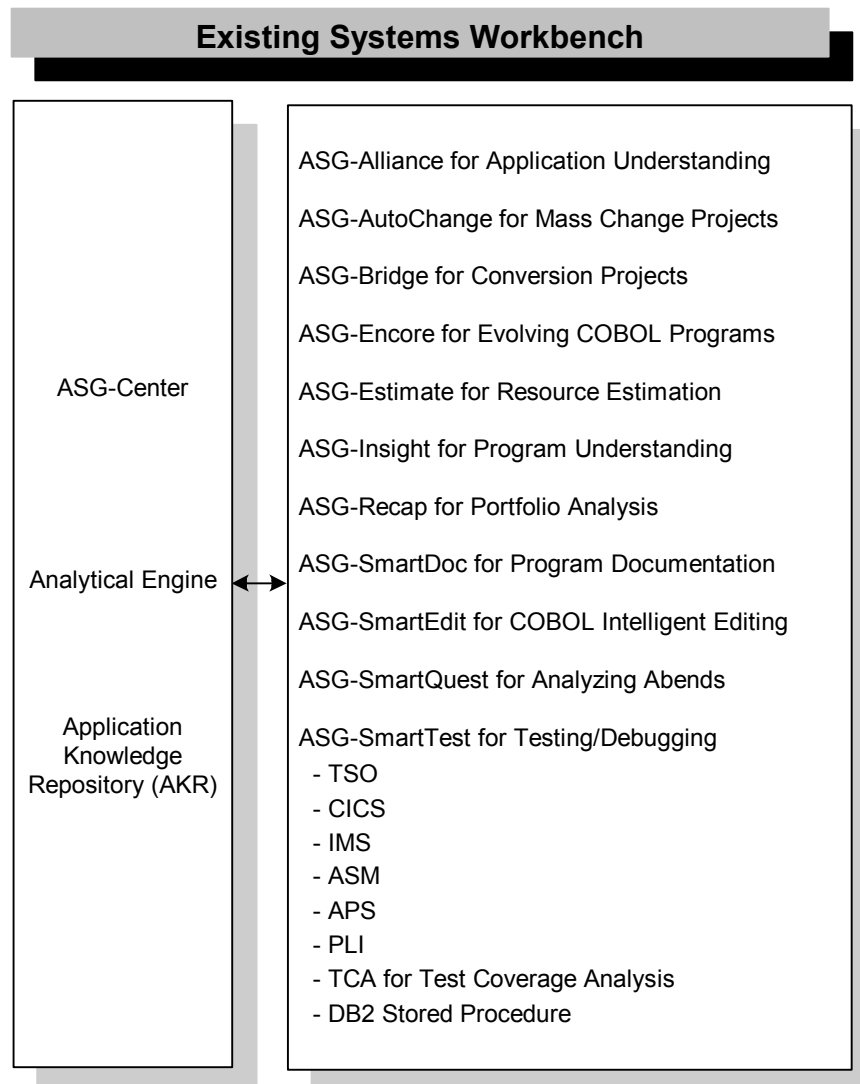 Existing Systems Workbench
ASG-Center
Analytical Engine
Application
Knowledge
Repository (AKR)
ASG-Alliance for Application Understanding
ASG-AutoChange for Mass Change Projects
ASG-Bridge for Conversion Projects
ASG-Encore for Evolving COBOL Programs
ASG-Estimate for Resource Estimation
ASG-Insight for Program Understanding
ASG-Recap for Portfolio Analysis
ASG-SmartDoc for Program Documentation
ASG-SmartEdit for COBOL Intelligent Editing
ASG-SmartQuest for Analyzing Abends
ASG-SmartTest for Testing/Debugging
- TSO
- CICS
- IMS
- ASM
- APS
- PLI
- TCA for Test Coverage Analysis
- DB2 Stored Procedure